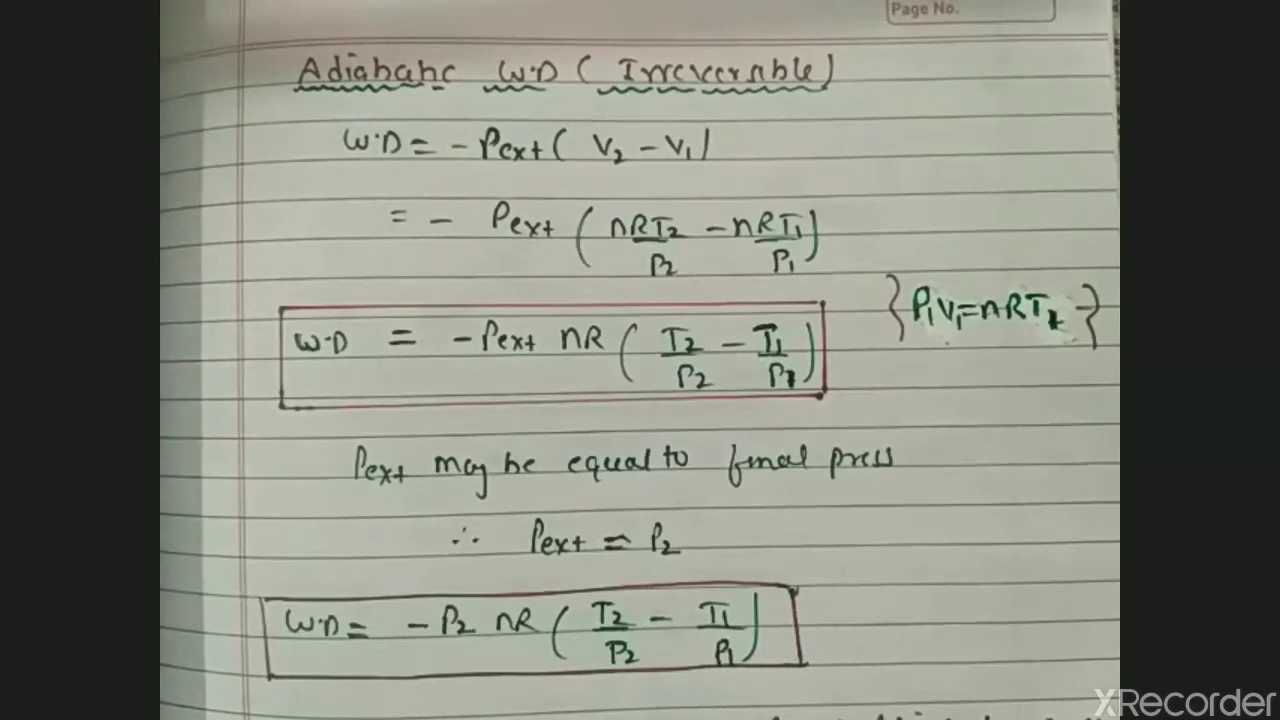 Page No.
Adiabatic W.D ( Irreversible)
W.D = - Pext ( V₂ - V₁)
= - Pext ( nRT₂/P₂ - nRT₁/P₁ )
{ P₁V₁ = nRT₁ }
W.D = - Pext nR ( T₂/P₂ - T₁/P₁ )
Pext may be equal to final press
∴ Pext = P₂
W.D = - P₂ nR ( T₂/P₂ - T₁/P₁ )
XRecorder